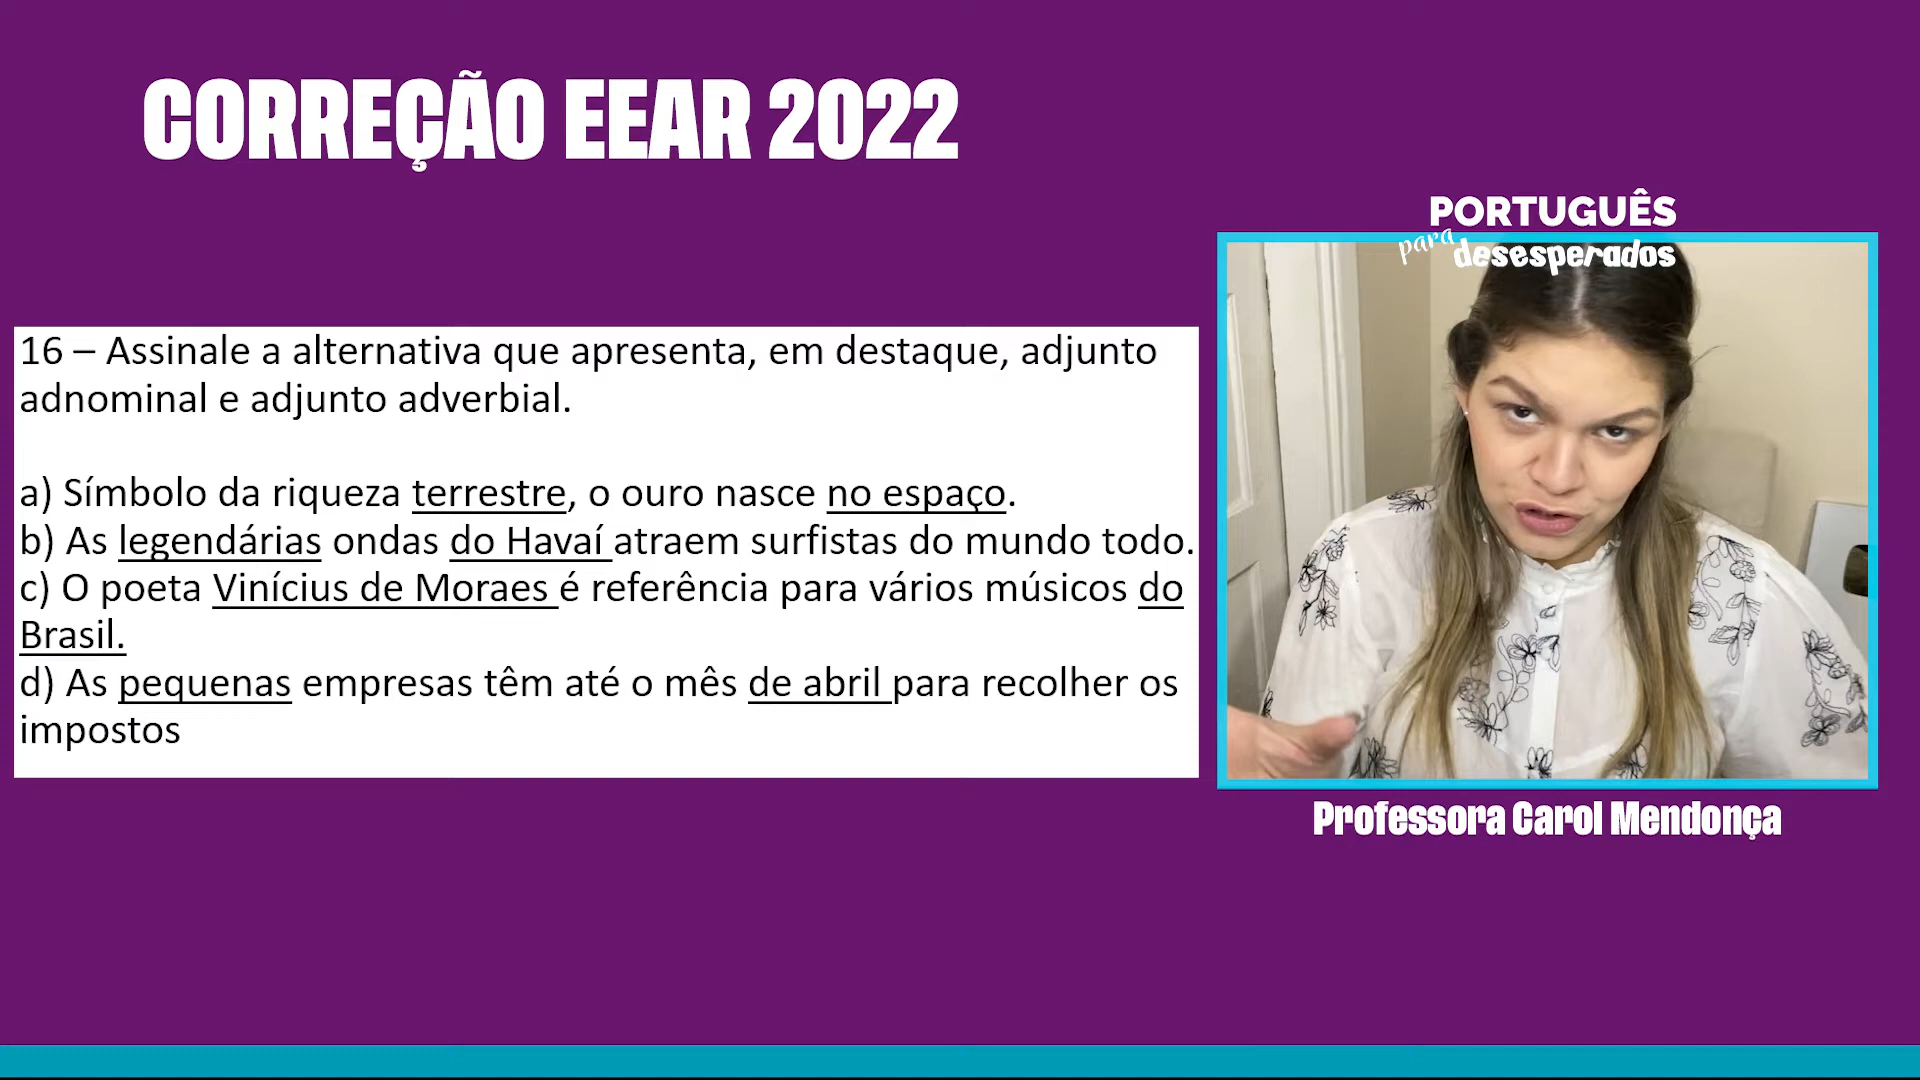 CORREÇÃO EEAR 2022
PORTUGUÊS
para desesperados
16 – Assinale a alternativa que apresenta, em destaque, adjunto
adnominal e adjunto adverbial.
a) Símbolo da riqueza terrestre, o ouro nasce no espaço.
b) As legendárias ondas do Havaí atraem surfistas do mundo todo.
c) O poeta Vinícius de Moraes é referência para vários músicos do
Brasil.
d) As pequenas empresas têm até o mês de abril para recolher os
impostos
Professora Carol Mendonça